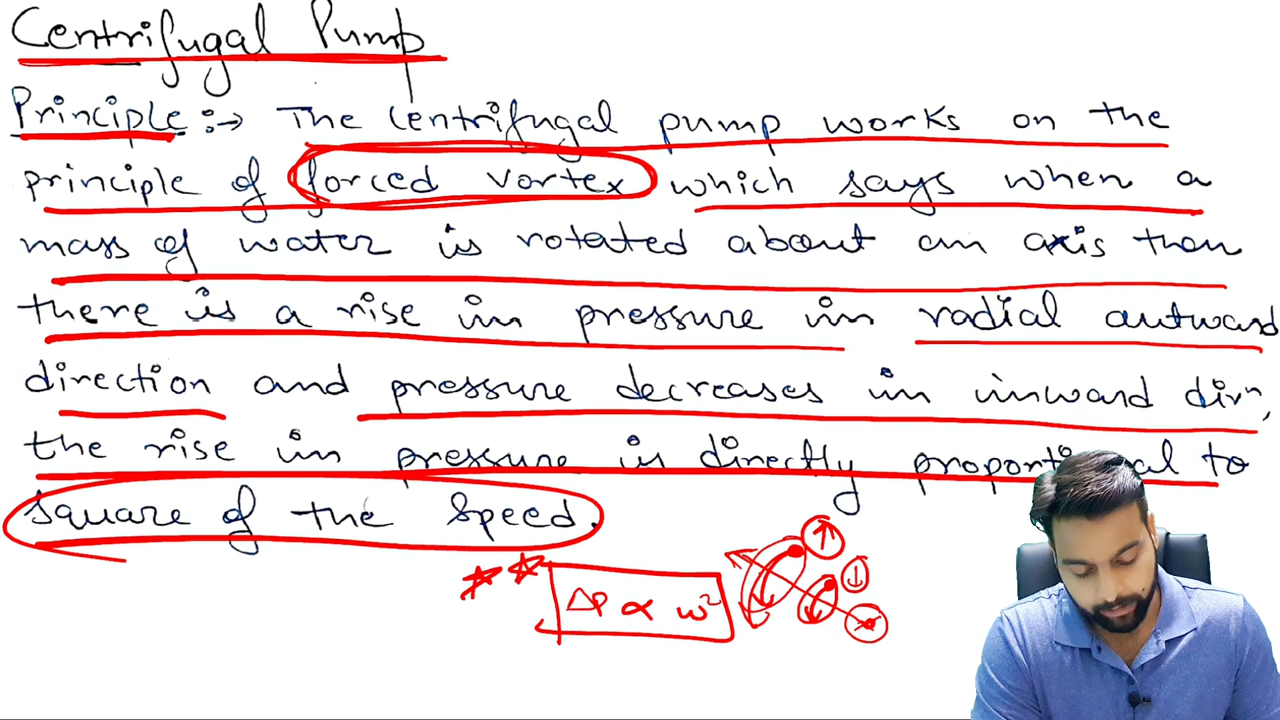 Centrifugal Pump
Principle :→ The Centrifugal pump works on the
principle of forced vortex which says when a
mass of water is rotated about an axis than
there is a rise in pressure in radial outward
direction and pressure decreases in inward dirn,
the rise in pressure is directly proportional to
square of the speed.
ΔP ∝ ω²